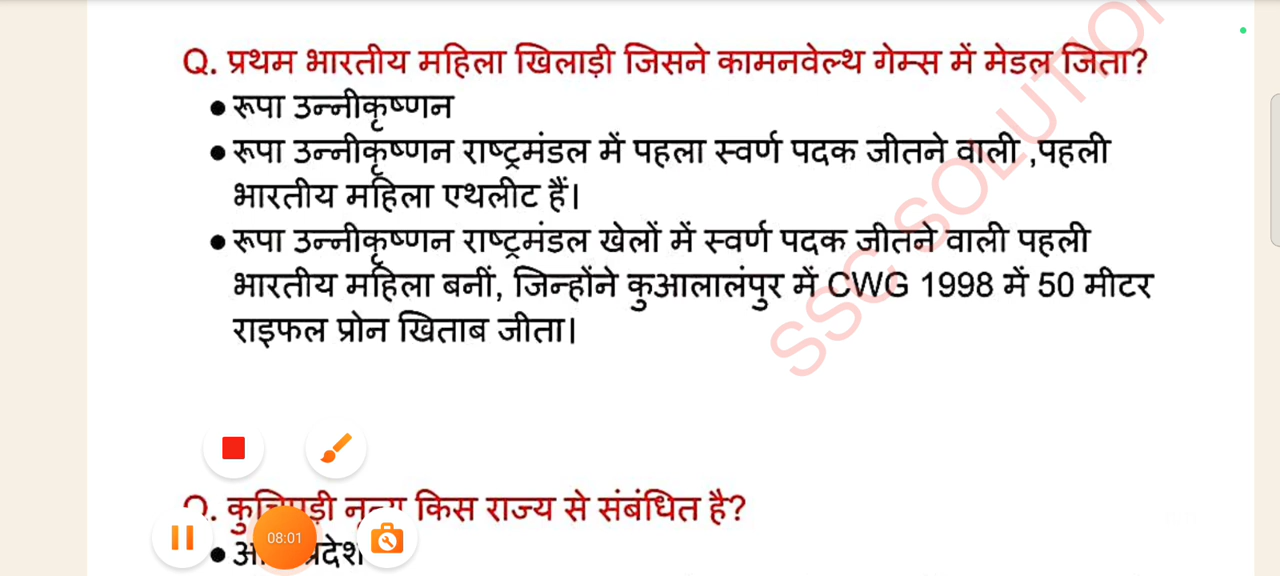 Q. प्रथम भारतीय महिला खिलाड़ी जिसने कामनवेल्थ गेम्स में मेडल जिता?
● रूपा उन्नीकृष्णन
● रूपा उन्नीकृष्णन राष्ट्रमंडल में पहला स्वर्ण पदक जीतने वाली ,पहली
भारतीय महिला एथलीट हैं।
● रूपा उन्नीकृष्णन राष्ट्रमंडल खेलों में स्वर्ण पदक जीतने वाली पहली
भारतीय महिला बनीं, जिन्होंने कुआलालंपुर में CWG 1998 में 50 मीटर
राइफल प्रोन खिताब जीता।
SSC SOLUTION
किस राज्य से संबंधित है?
08:01